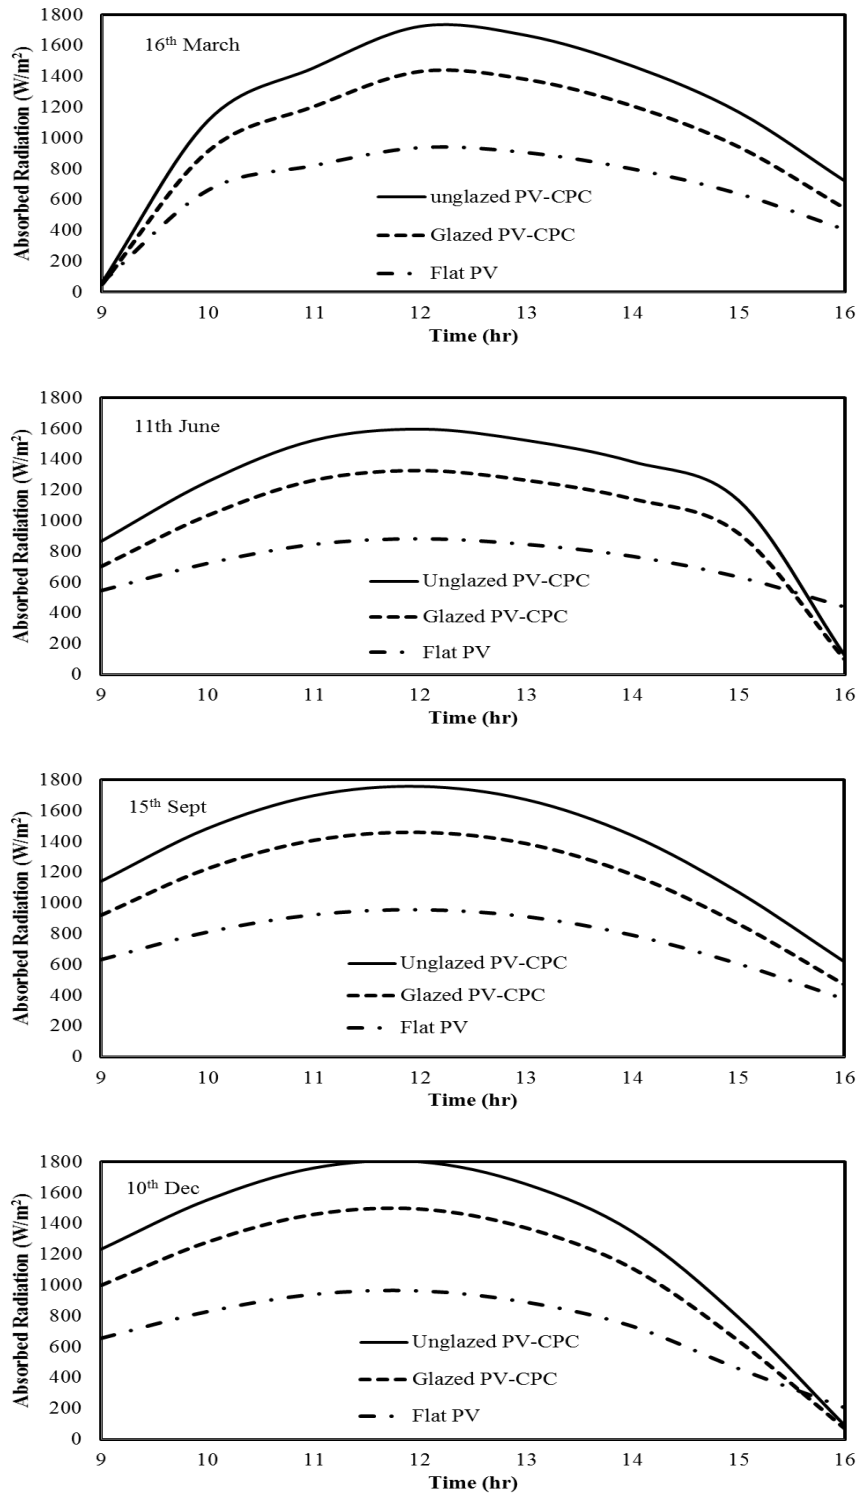 1800
1600
1400
1200
1000
800
600
400
200
0
Absorbed Radiation (W/m²)
16th March
unglazed PV-CPC
Glazed PV-CPC
Flat PV
9 10 11 12 13 14 15 16
Time (hr)
1800
1600
1400
1200
1000
800
600
400
200
0
Absorbed Radiation (W/m²)
11th June
Unglazed PV-CPC
Glazed PV-CPC
Flat PV
9 10 11 12 13 14 15 16
Time (hr)
1800
1600
1400
1200
1000
800
600
400
200
0
Absorbed Radiation (W/m²)
15th Sept
Unglazed PV-CPC
Glazed PV-CPC
Flat PV
9 10 11 12 13 14 15 16
Time (hr)
1800
1600
1400
1200
1000
800
600
400
200
0
Absorbed Radiation (W/m²)
10th Dec
Unglazed PV-CPC
Glazed PV-CPC
Flat PV
9 10 11 12 13 14 15 16
Time (hr)